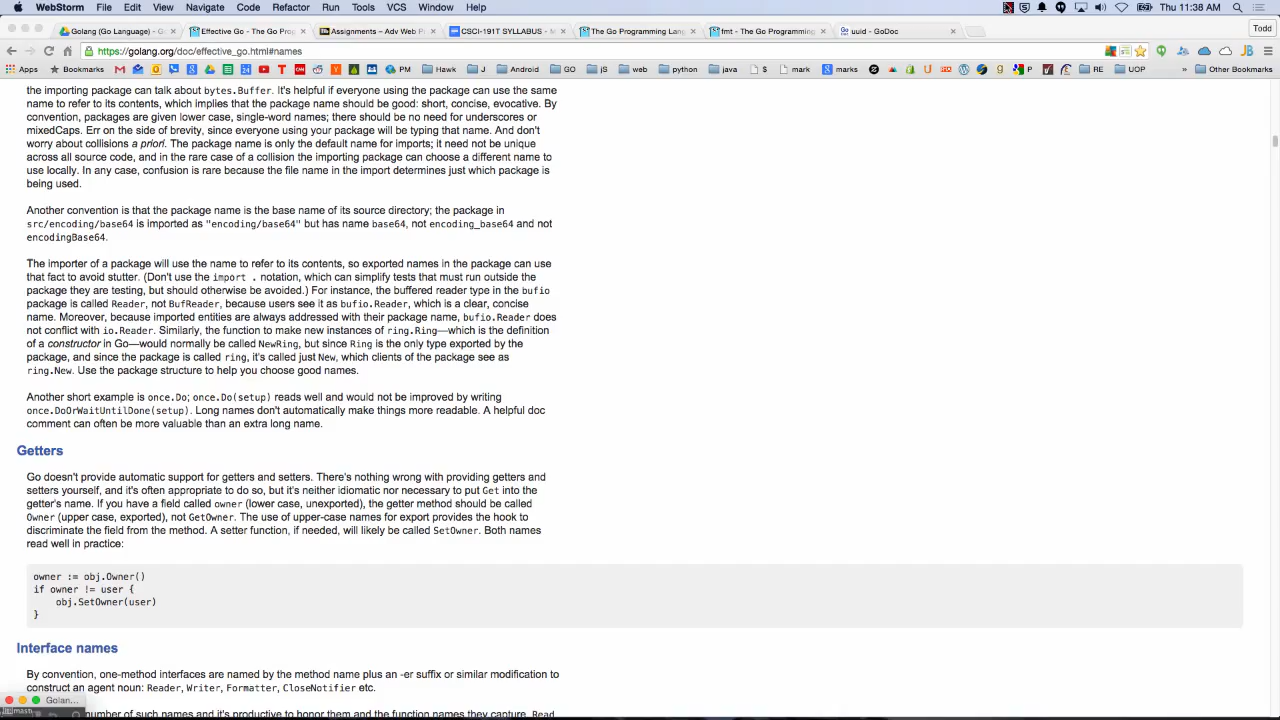 WebStorm File Edit View Navigate Code Refactor Run Tools VCS Window Help Thu 11:38 AM
Golang (Go Language) - G Effective Go - The Go Prog Assignments – Adv Web P CSCI-191T SYLLABUS - M The Go Programming Lang fmt - The Go Programming uuid - GoDoc Todd
https://golang.org/doc/effective_go.html#names
Apps Bookmarks PM Hawk J Android GO JS web python java $ mark marks RE UOP » Other Bookmarks
the importing package can talk about bytes.Buffer. It's helpful if everyone using the package can use the same
name to refer to its contents, which implies that the package name should be good: short, concise, evocative. By
convention, packages are given lower case, single-word names; there should be no need for underscores or
mixedCaps. Err on the side of brevity, since everyone using your package will be typing that name. And don't
worry about collisions a priori. The package name is only the default name for imports; it need not be unique
across all source code, and in the rare case of a collision the importing package can choose a different name to
use locally. In any case, confusion is rare because the file name in the import determines just which package is
being used.
Another convention is that the package name is the base name of its source directory; the package in
src/encoding/base64 is imported as "encoding/base64" but has name base64, not encoding_base64 and not
encodingBase64.
The importer of a package will use the name to refer to its contents, so exported names in the package can use
that fact to avoid stutter. (Don't use the import . notation, which can simplify tests that must run outside the
package they are testing, but should otherwise be avoided.) For instance, the buffered reader type in the bufio
package is called Reader, not BufReader, because users see it as bufio.Reader, which is a clear, concise
name. Moreover, because imported entities are always addressed with their package name, bufio.Reader does
not conflict with io.Reader. Similarly, the function to make new instances of ring.Ring—which is the definition
of a constructor in Go—would normally be called NewRing, but since Ring is the only type exported by the
package, and since the package is called ring, it's called just New, which clients of the package see as
ring.New. Use the package structure to help you choose good names.
Another short example is once.Do; once.Do(setup) reads well and would not be improved by writing
once.DoOrWaitUntilDone(setup). Long names don't automatically make things more readable. A helpful doc
comment can often be more valuable than an extra long name.
Getters
Go doesn't provide automatic support for getters and setters. There's nothing wrong with providing getters and
setters yourself, and it's often appropriate to do so, but it's neither idiomatic nor necessary to put Get into the
getter's name. If you have a field called owner (lower case, unexported), the getter method should be called
Owner (upper case, exported), not GetOwner. The use of upper-case names for export provides the hook to
discriminate the field from the method. A setter function, if needed, will likely be called SetOwner. Both names
read well in practice:
owner := obj.Owner()
if owner != user {
obj.SetOwner(user)
}
Interface names
By convention, one-method interfaces are named by the method name plus an -er suffix or similar modification to
construct an agent noun: Reader, Writer, Formatter, CloseNotifier etc.
Golan...
number of such names and it's productive to honor them and the function names they capture. Read,